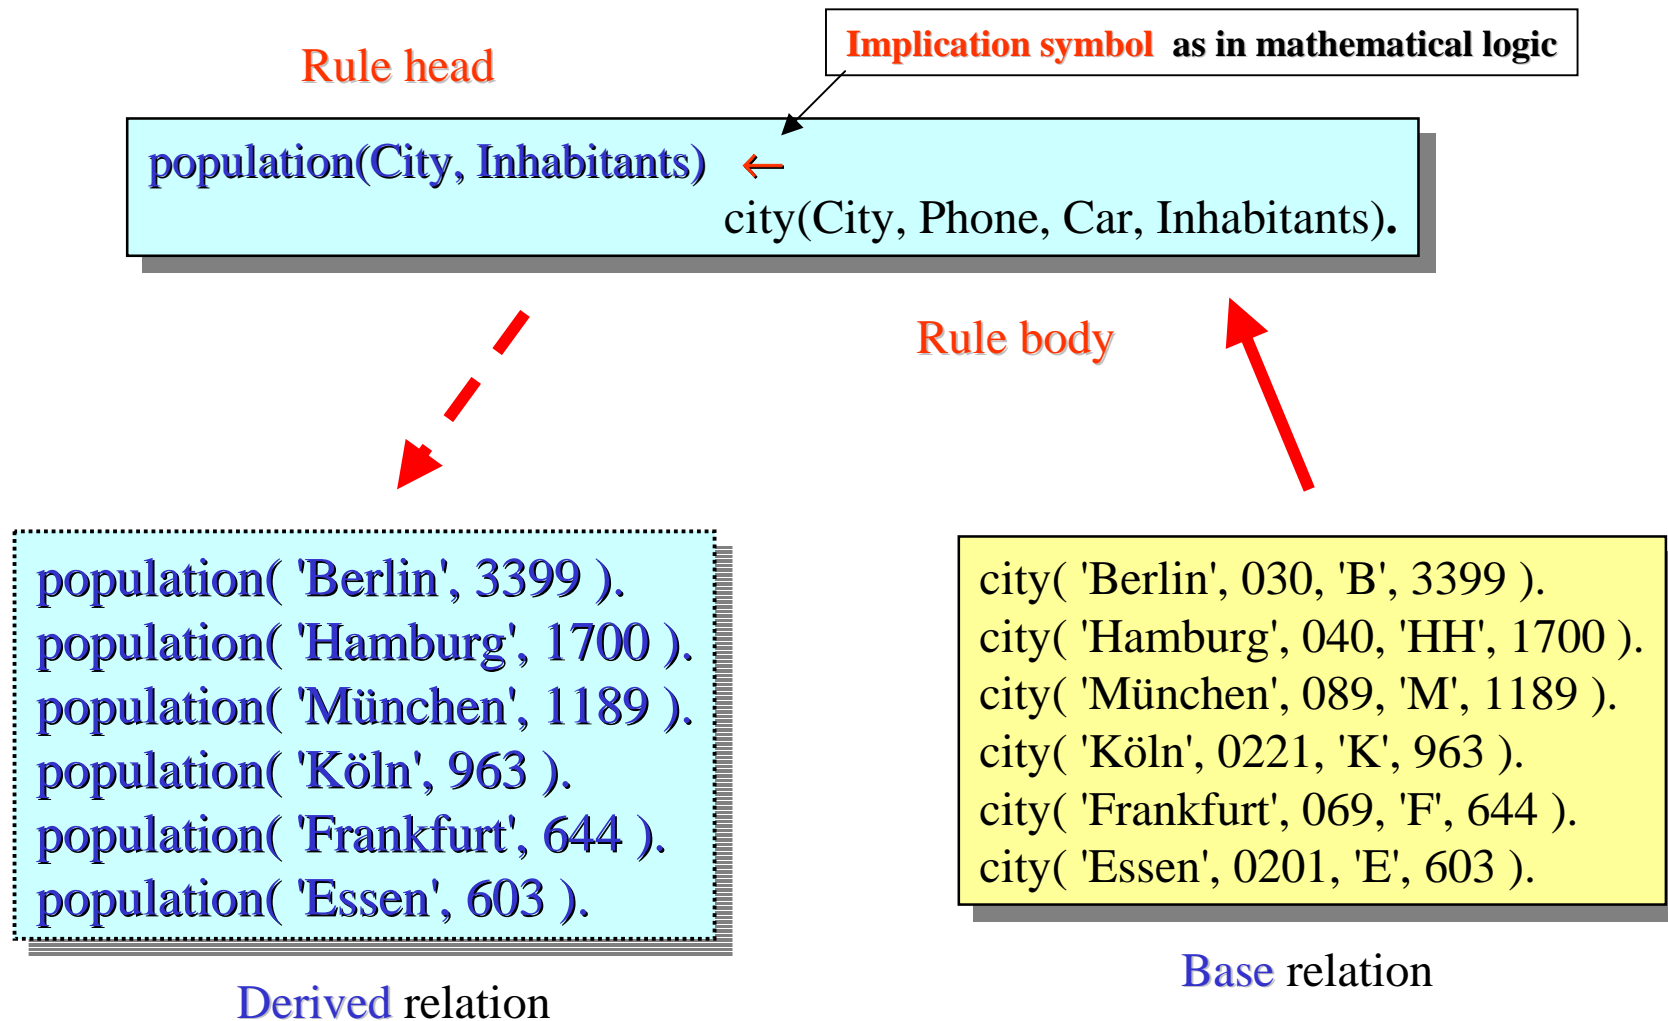 Implication symbol as in mathematical logic
Rule head
population(City, Inhabitants) ←
city(City, Phone, Car, Inhabitants).
Rule body
population( 'Berlin', 3399 ).
population( 'Hamburg', 1700 ).
population( 'München', 1189 ).
population( 'Köln', 963 ).
population( 'Frankfurt', 644 ).
population( 'Essen', 603 ).
Derived relation
city( 'Berlin', 030, 'B', 3399 ).
city( 'Hamburg', 040, 'HH', 1700 ).
city( 'München', 089, 'M', 1189 ).
city( 'Köln', 0221, 'K', 963 ).
city( 'Frankfurt', 069, 'F', 644 ).
city( 'Essen', 0201, 'E', 603 ).
Base relation